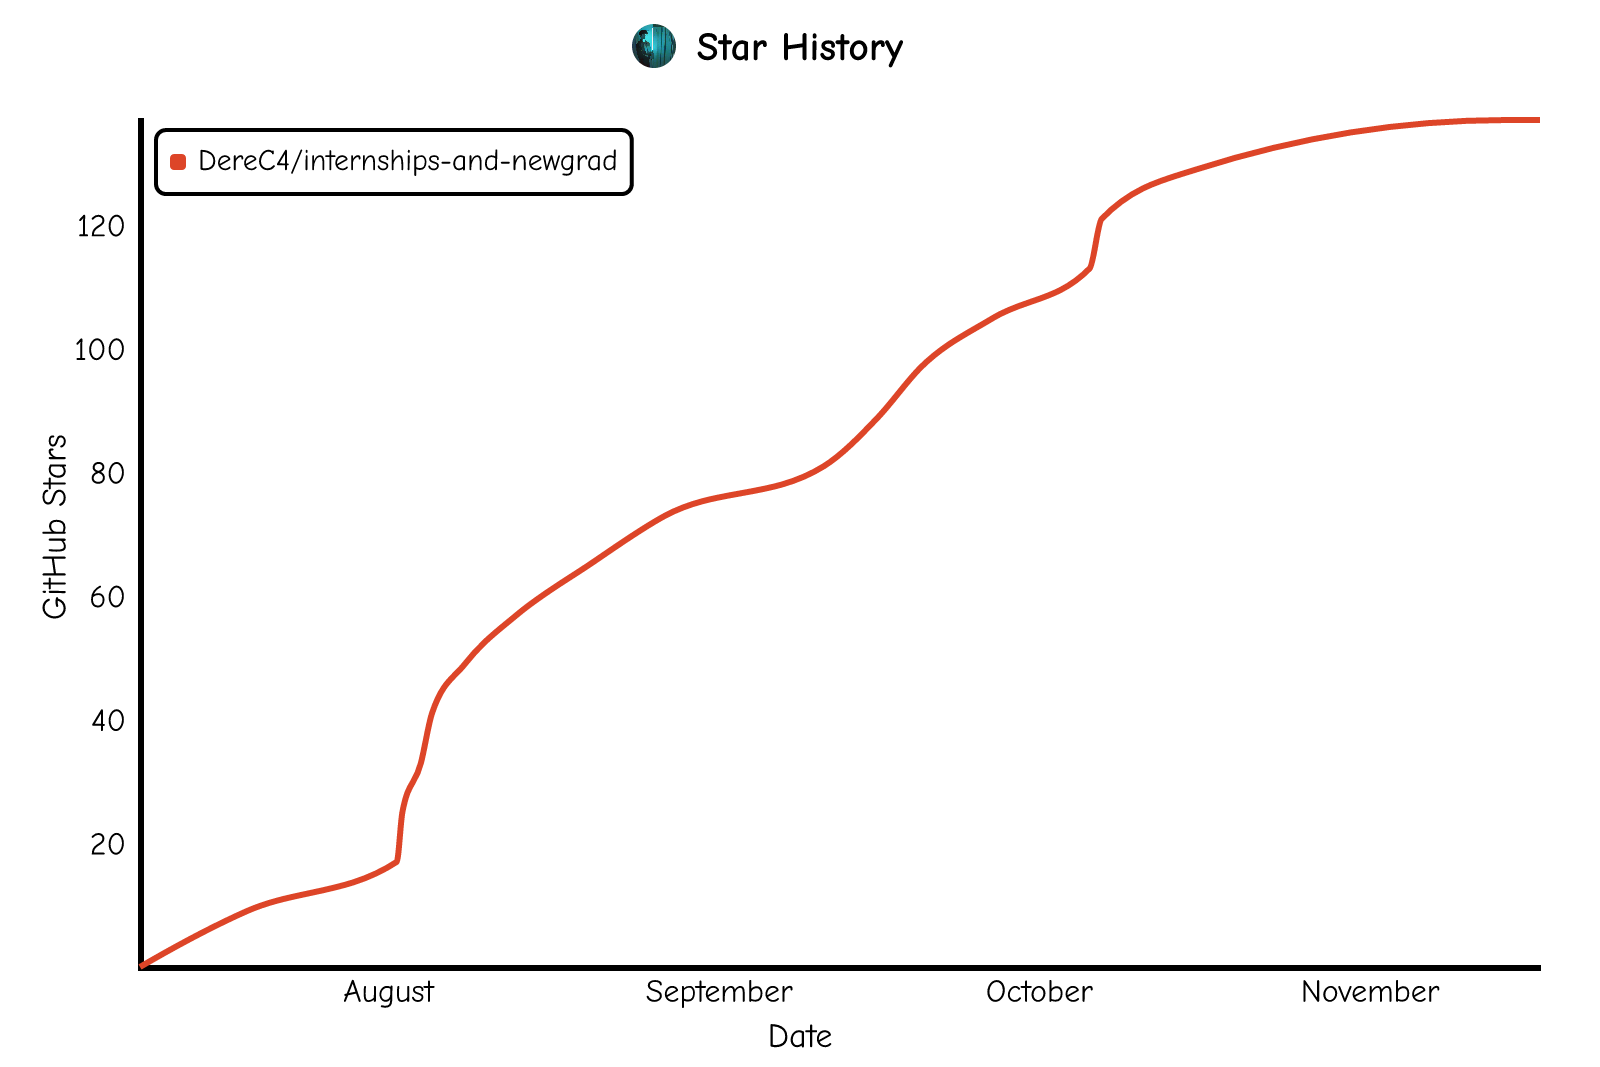 Star History
DereC4/internships-and-newgrad
120
100
80
60
40
20
GitHub Stars
August
September
October
November
Date